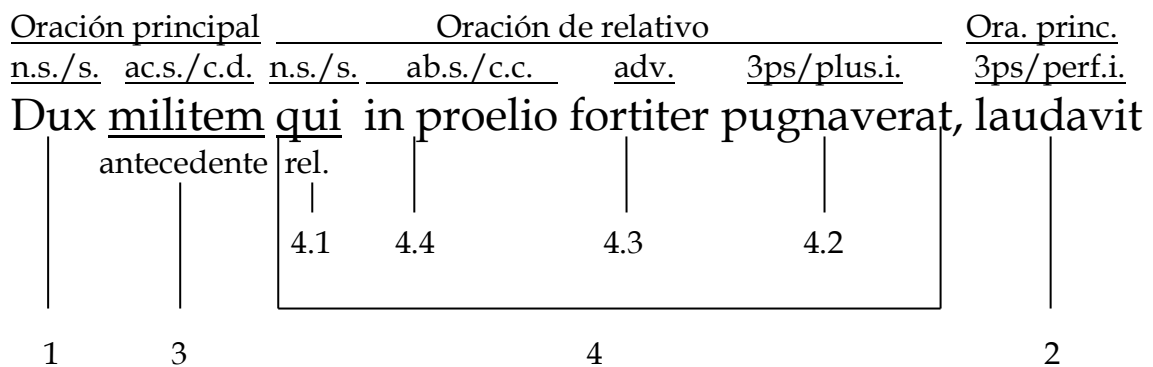 Oración principal Oración de relativo Ora. princ.
n.s./s. ac.s./c.d. n.s./s. ab.s./c.c. adv. 3ps/plus.i. 3ps/perf.i.
Dux militem qui in proelio fortiter pugnaverat, laudavit
antecedente rel.
4.1 4.4 4.3 4.2
1 3 4 2